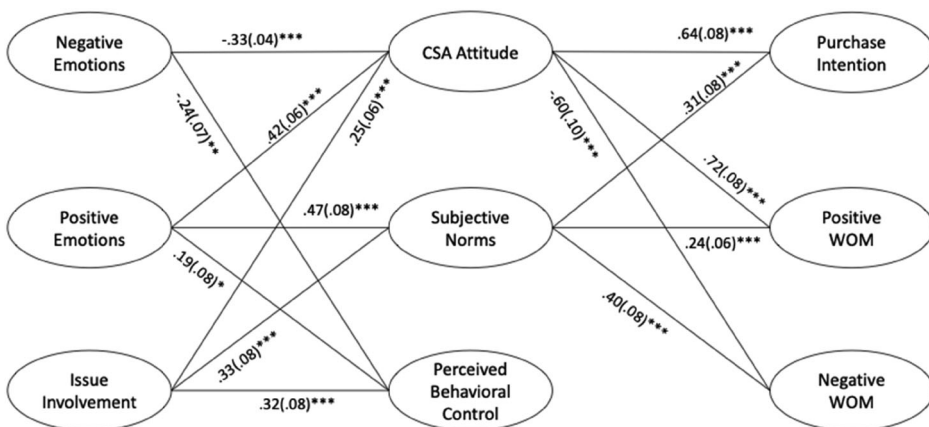 Negative
Emotions
-.33(.04)***
CSA Attitude
.64(.08)***
Purchase
Intention
-.24(.07)**
.42(.06)***
.25(.06)***
-.60(.10)***
.31(.08)***
.72(.08)***
Positive
Emotions
.47(.08)***
Subjective
Norms
.24(.06)***
Positive
WOM
.19(.08)*
.33(.08)***
.40(.08)***
Issue
Involvement
.32(.08)***
Perceived
Behavioral
Control
Negative
WOM